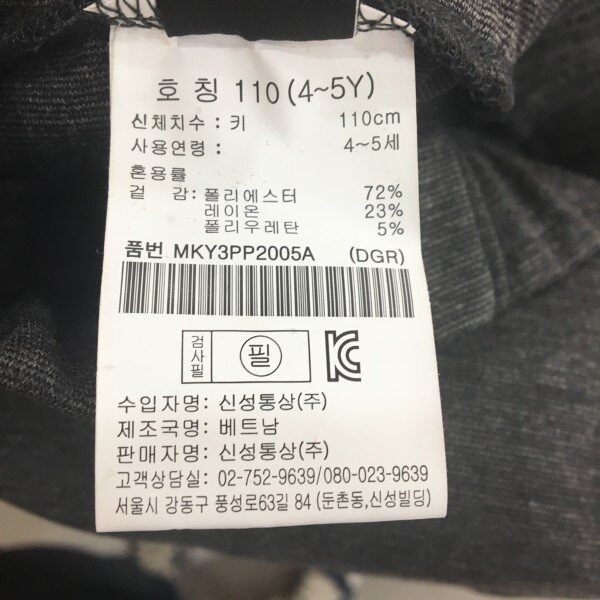 호 칭 110 (4~5Y)
신체치수 : 키 110cm
사용연령 : 4~5세
혼용률
겉 감 : 폴리에스터 72%
레이온 23%
폴리우레탄 5%
품번 MKY3PP2005A (DGR)
검사필 필 KC
수입자명: 신성통상(주)
제조국명: 베트남
판매자명: 신성통상(주)
고객상담실: 02-752-9639/080-023-9639
서울시 강동구 풍성로63길 84 (둔촌동,신성빌딩)